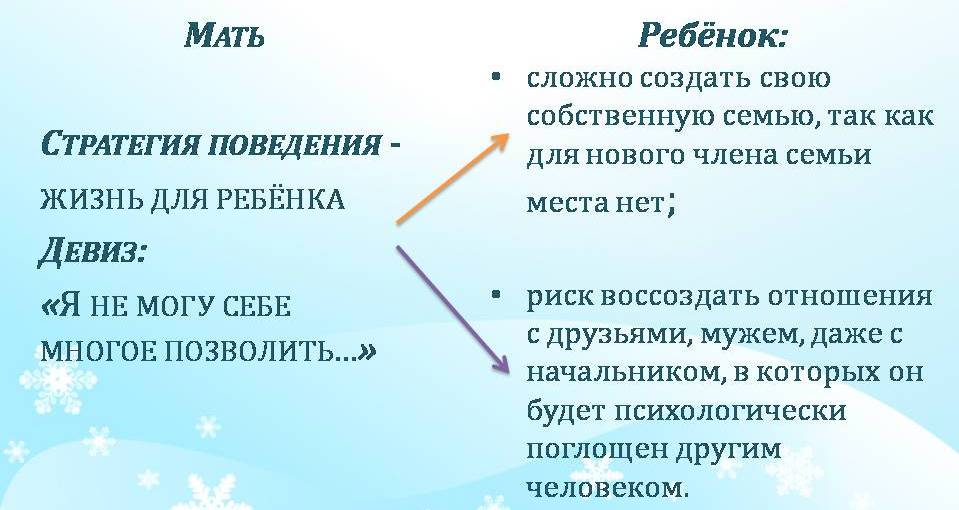 МАТЬ
СТРАТЕГИЯ ПОВЕДЕНИЯ -
ЖИЗНЬ ДЛЯ РЕБЁНКА
ДЕВИЗ:
«Я НЕ МОГУ СЕБЕ
МНОГОЕ ПОЗВОЛИТЬ...»
Ребёнок:
• сложно создать свою
собственную семью, так как
для нового члена семьи
места нет;
• риск воссоздать отношения
с друзьями, мужем, даже с
начальником, в которых он
будет психологически
поглощен другим
человеком.